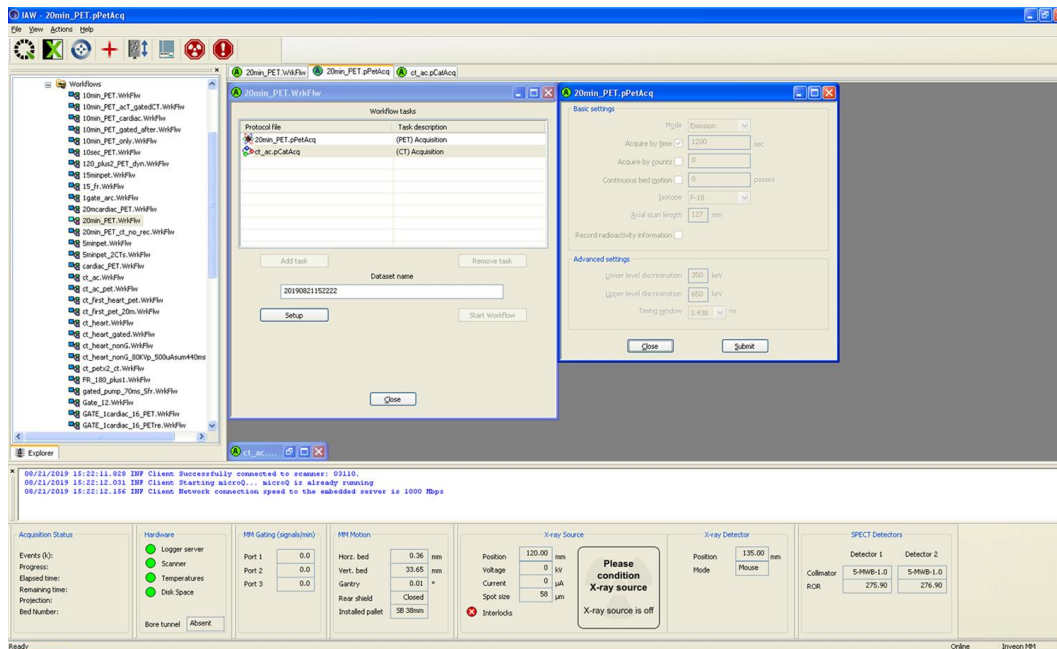 IAW - 20min_PET.pPetAcq
File View Actions Help
20min_PET.WrkFlw 20min_PET.pPetAcq ct_ac.pCatAcq
Workflows
10min_PET.WrkFlw
10min_PET_acT_gatedCT.WrkFlw
10min_PET_cardiac.WrkFlw
10min_PET_gated_after.WrkFlw
10min_PET_only.WrkFlw
10sec_PET.WrkFlw
120_plus2_PET_dyn.WrkFlw
15minpet.WrkFlw
15_fr.WrkFlw
1gate_arc.WrkFlw
20mcardiac_PET.WrkFlw
20min_PET.WrkFlw
20min_PET_ct_no_rec.WrkFlw
5minpet.WrkFlw
5minpet_2CTs.WrkFlw
cardiac_PET.WrkFlw
ct_ac.WrkFlw
ct_ac_pet.WrkFlw
ct_first_heart_pet.WrkFlw
ct_first_pet_20m.WrkFlw
ct_heart.WrkFlw
ct_heart_gated.WrkFlw
ct_heart_nonG.WrkFlw
ct_heart_nonG_80KVp_500uAsum440ms
ct_petx2_ct.WrkFlw
FR_180_plus1.WrkFlw
gated_pump_70ms_5fr.WrkFlw
Gate_12.WrkFlw
GATE_1cardiac_16_PET.WrkFlw
GATE_1cardiac_16_PETre.WrkFlw
Explorer
20min_PET.WrkFlw
Workflow tasks
Protocol file Task description
20min_PET.pPetAcq (PET) Acquisition
ct_ac.pCatAcq (CT) Acquisition
Add task Remove task
Dataset name
20190821152222
Setup Start Workflow
Close
ct_ac....
20min_PET.pPetAcq
Basic settings
Mode Emission
Acquire by time 1200 sec
Acquire by counts 0
Continuous bed motion 0 passes
Isotope F-18
Axial scan length 127 mm
Record radioactivity information
Advanced settings
Lower level discrimination 350 keV
Upper level discrimination 650 keV
Timing window 3.438 ns
Close Submit
08/21/2019 15:22:11.828 INF Client Successfully connected to scanner: 03110.
08/21/2019 15:22:12.031 INF Client Starting microQ... microQ is already running
08/21/2019 15:22:12.156 INF Client Network connection speed to the embedded server is 1000 Mbps
Acquisition Status
Events (k):
Progress:
Elapsed time:
Remaining time:
Projection:
Bed Number:
Hardware
Logger server
Scanner
Temperatures
Disk Space
Bore tunnel Absent
MM Gating (signals/min)
Port 1 0.0
Port 2 0.0
Port 3 0.0
MM Motion
Horz. bed 0.36 mm
Vert. bed 33.65 mm
Gantry 0.01 °
Rear shield Closed
Installed pallet SB 38mm
X-ray Source
Position 120.00 mm
Voltage 0 kV
Current 0 µA
Spot size 58 µm
Interlocks
Please
condition
X-ray source
X-ray source is off
X-ray Detector
Position 135.00 mm
Mode Mouse
SPECT Detectors
Detector 1 Detector 2
Collimator 5-MWB-1.0 5-MWB-1.0
ROR 275.90 276.90
Ready Online Inveon MM